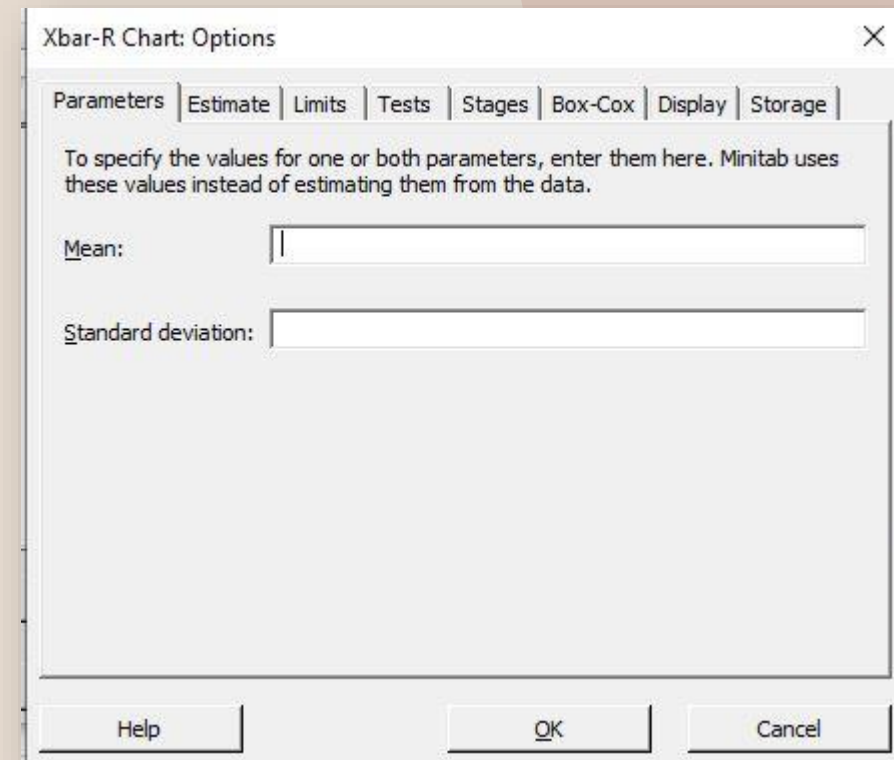 Xbar-R Chart: Options
Parameters Estimate Limits Tests Stages Box-Cox Display Storage
To specify the values for one or both parameters, enter them here. Minitab uses
these values instead of estimating them from the data.
Mean:
Standard deviation:
Help OK Cancel